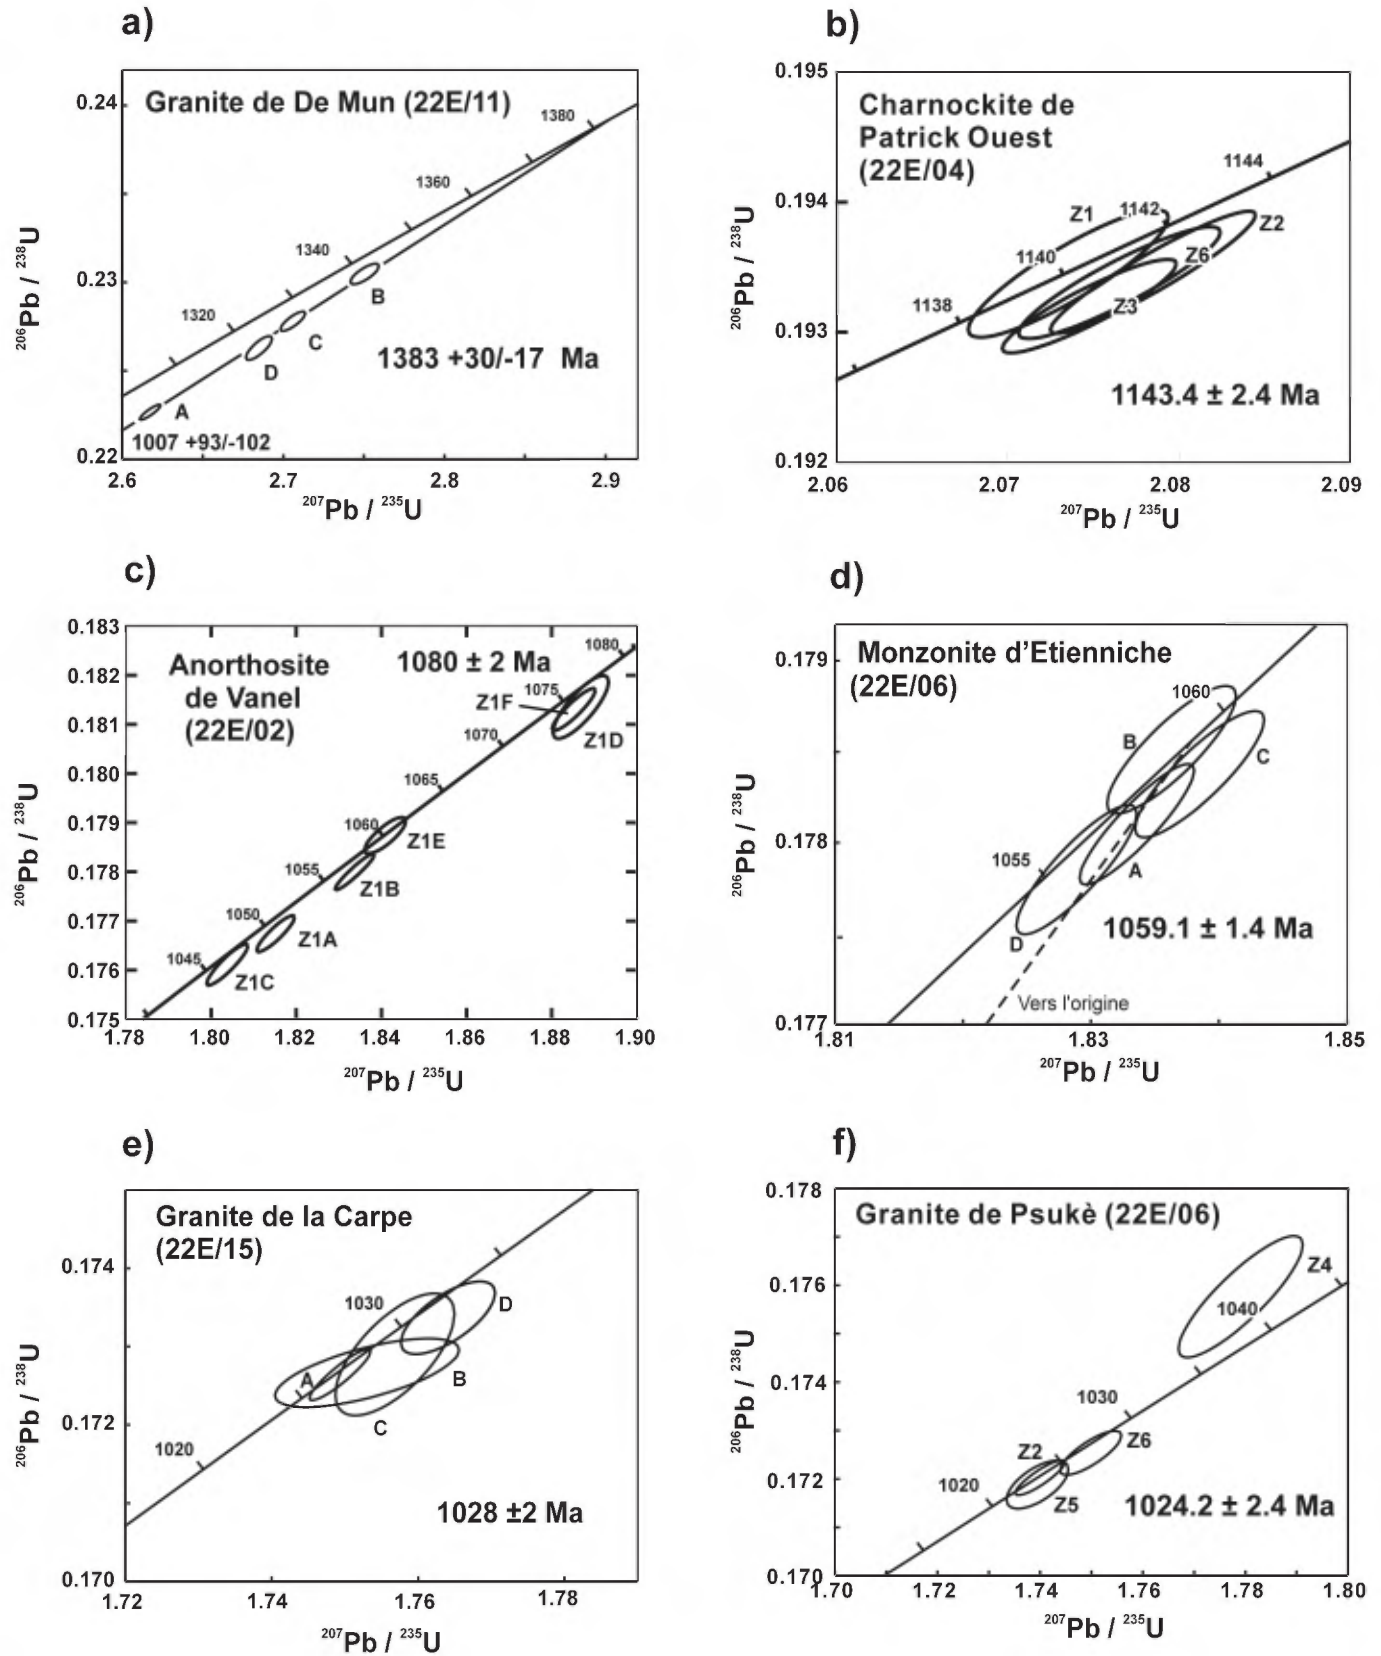 a)
Granite de De Mun (22E/11)
0.24
0.23
0.22
1380
1360
1340
1320
B
C
D
A
1383 +30/-17 Ma
1007 +93/-102
2.6
2.7
2.8
2.9
206Pb / 238U
207Pb / 235U
b)
Charnockite de
Patrick Ouest
(22E/04)
0.195
0.194
0.193
0.192
1144
1142
1140
1138
Z1
Z2
Z6
Z3
1143.4 ± 2.4 Ma
2.06
2.07
2.08
2.09
206Pb / 238U
207Pb / 235U
c)
Anorthosite
de Vanel
(22E/02)
1080 ± 2 Ma
0.183
0.182
0.181
0.180
0.179
0.178
0.177
0.176
0.175
1080
1075
1070
1065
1060
1055
1050
1045
Z1F
Z1D
Z1E
Z1B
Z1A
Z1C
1.78
1.80
1.82
1.84
1.86
1.88
1.90
206Pb / 238U
207Pb / 235U
d)
Monzonite d'Etienniche
(22E/06)
0.179
0.178
0.177
1060
1055
B
C
A
D
1059.1 ± 1.4 Ma
Vers l'origine
1.81
1.83
1.85
206Pb / 238U
207Pb / 235U
e)
Granite de la Carpe
(22E/15)
0.174
0.172
0.170
1030
1020
D
A
B
C
1028 ±2 Ma
1.72
1.74
1.76
1.78
206Pb / 238U
207Pb / 235U
f)
Granite de Psukè (22E/06)
0.178
0.176
0.174
0.172
0.170
Z4
1040
1030
1020
Z2
Z6
Z5
1024.2 ± 2.4 Ma
1.70
1.72
1.74
1.76
1.78
1.80
206Pb / 238U
207Pb / 235U